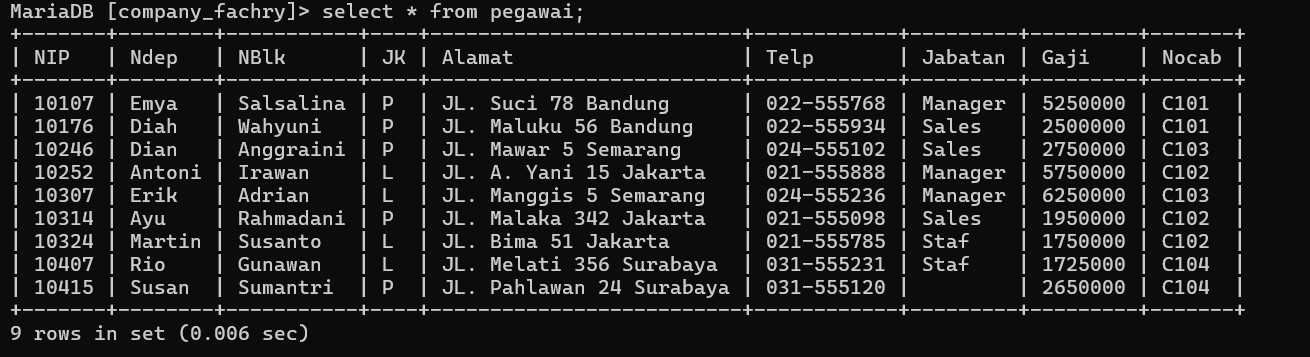 MariaDB [company_fachry]> select * from pegawai;
+-------+--------+-----------+----+--------------------------+------------+---------+---------+-------+
| NIP   | Ndep   | NBlk      | JK | Alamat                   | Telp       | Jabatan | Gaji    | Nocab |
+-------+--------+-----------+----+--------------------------+------------+---------+---------+-------+
| 10107 | Emya   | Salsalina | P  | JL. Suci 78 Bandung      | 022-555768 | Manager | 5250000 | C101  |
| 10176 | Diah   | Wahyuni   | P  | JL. Maluku 56 Bandung    | 022-555934 | Sales   | 2500000 | C101  |
| 10246 | Dian   | Anggraini | P  | JL. Mawar 5 Semarang     | 024-555102 | Sales   | 2750000 | C103  |
| 10252 | Antoni | Irawan    | L  | JL. A. Yani 15 Jakarta   | 021-555888 | Manager | 5750000 | C102  |
| 10307 | Erik   | Adrian    | L  | JL. Manggis 5 Semarang   | 024-555236 | Manager | 6250000 | C103  |
| 10314 | Ayu    | Rahmadani | P  | JL. Malaka 342 Jakarta   | 021-555098 | Sales   | 1950000 | C102  |
| 10324 | Martin | Susanto   | L  | JL. Bima 51 Jakarta      | 021-555785 | Staf    | 1750000 | C102  |
| 10407 | Rio    | Gunawan   | L  | JL. Melati 356 Surabaya  | 031-555231 | Staf    | 1725000 | C104  |
| 10415 | Susan  | Sumantri  | P  | JL. Pahlawan 24 Surabaya | 031-555120 |         | 2650000 | C104  |
+-------+--------+-----------+----+--------------------------+------------+---------+---------+-------+
9 rows in set (0.006 sec)